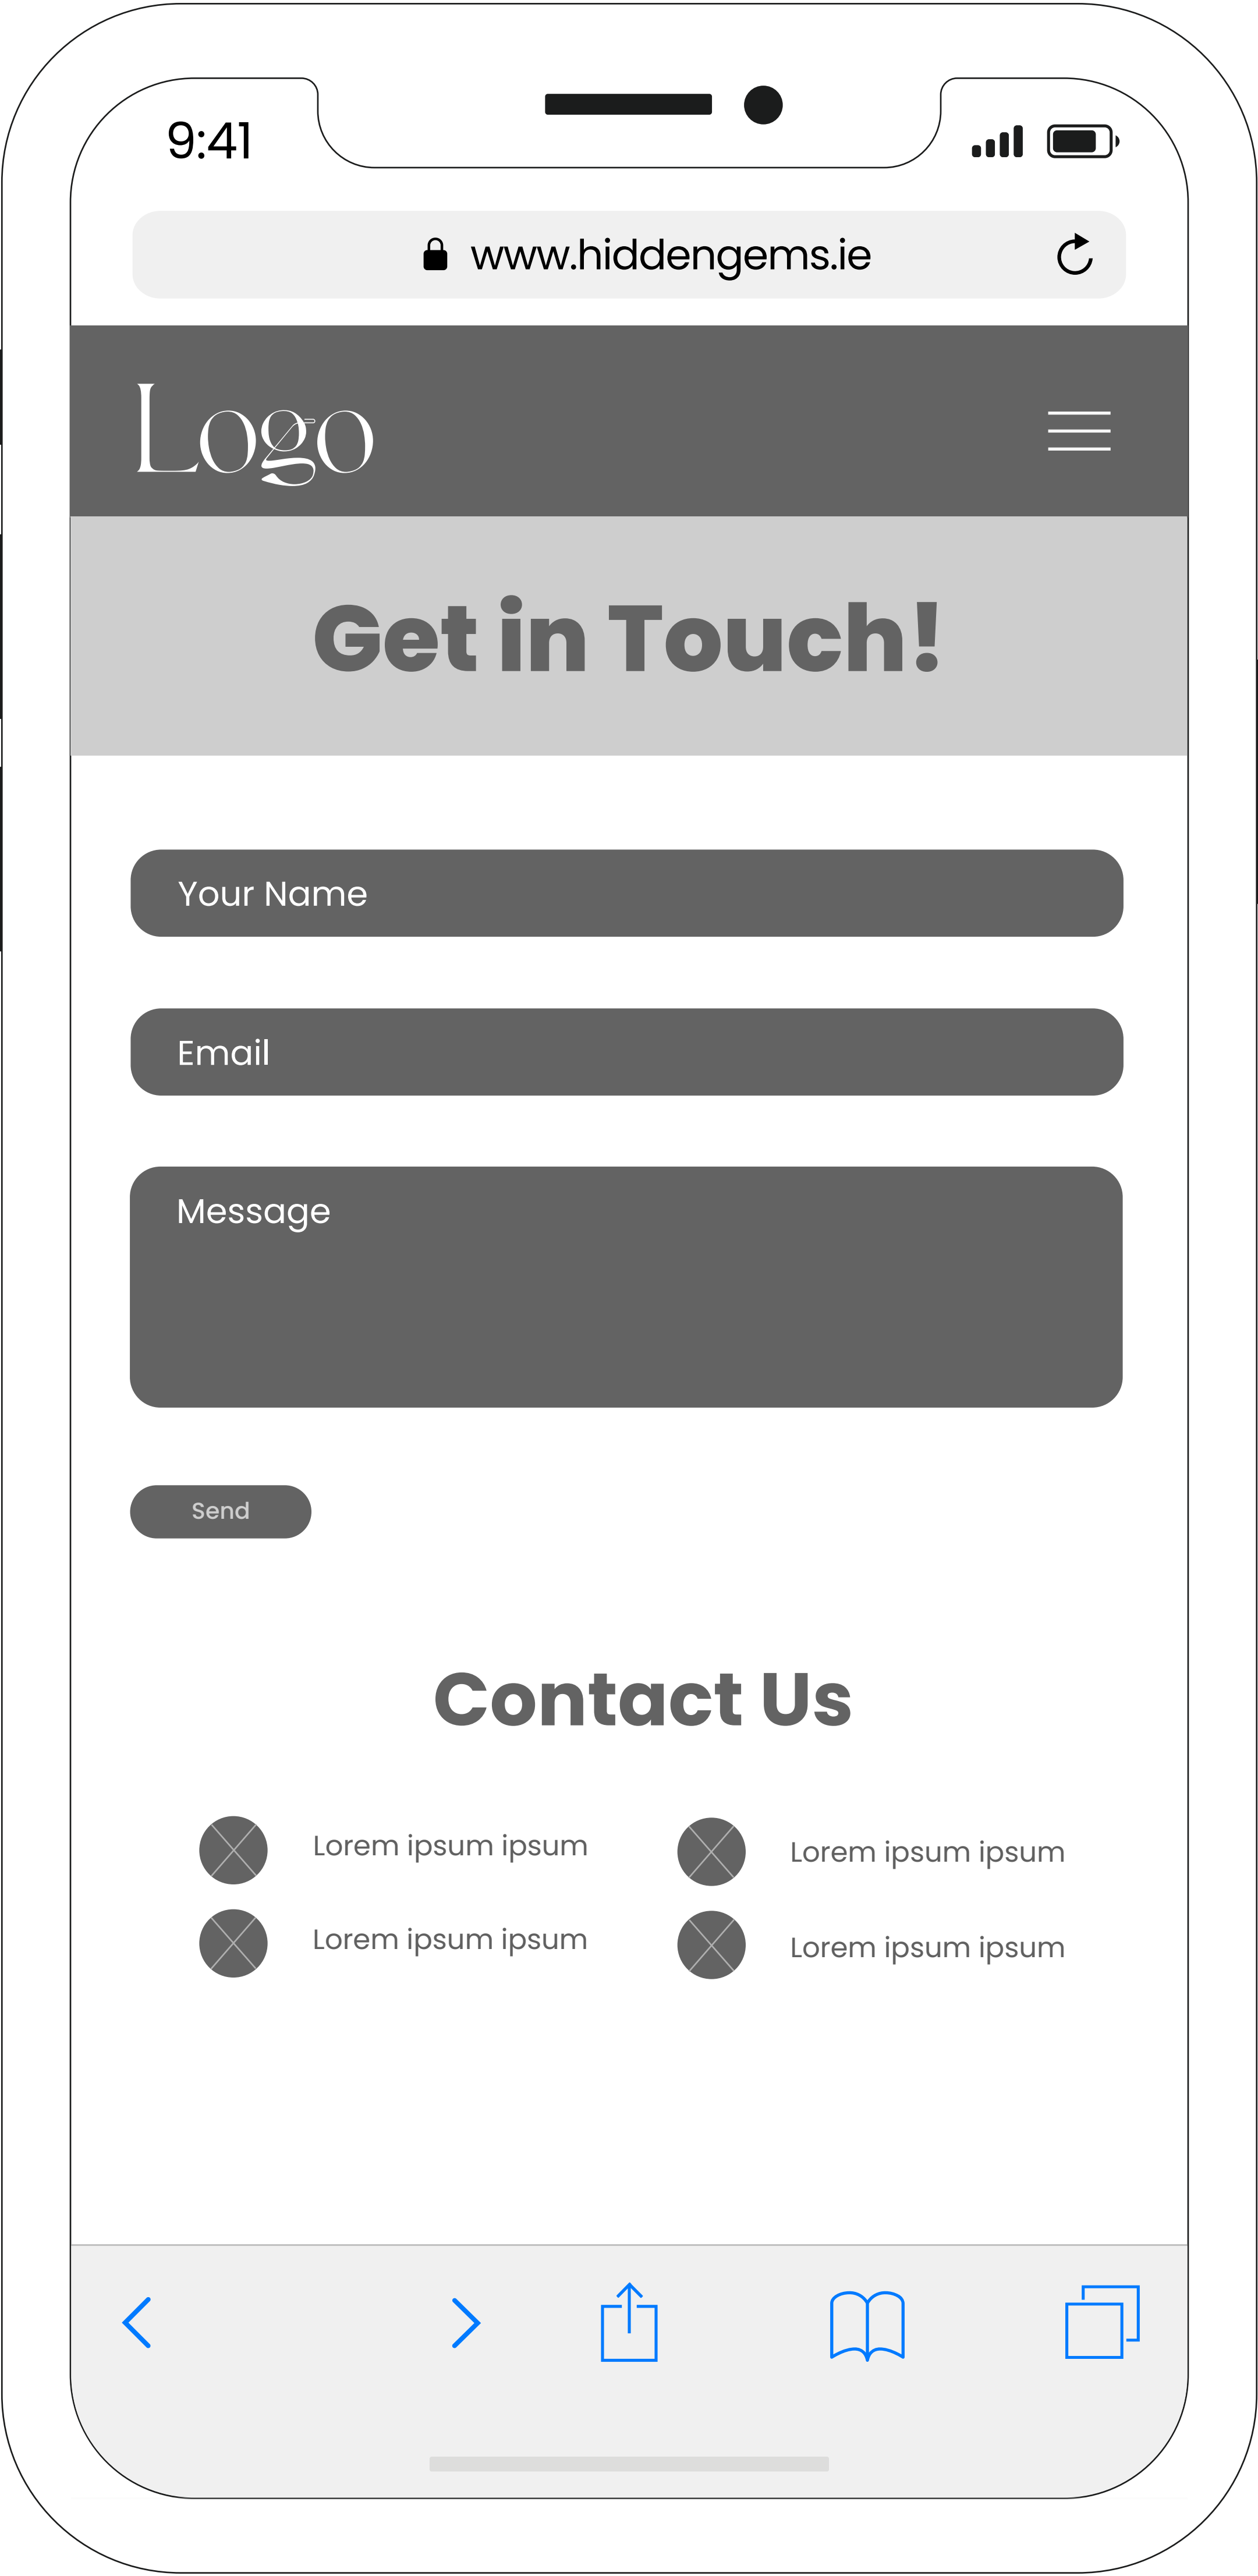 9:41
www.hiddengems.ie
Logo
Get in Touch!
Your Name
Email
Message
Send
Contact Us
Lorem ipsum ipsum
Lorem ipsum ipsum
Lorem ipsum ipsum
Lorem ipsum ipsum